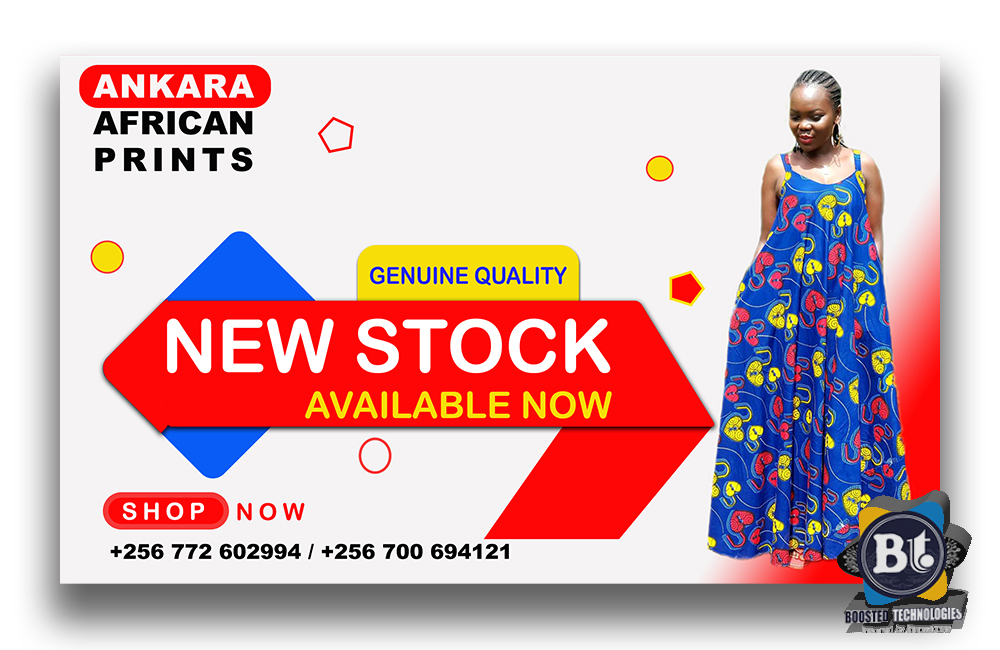 ANKARA
AFRICAN
PRINTS
GENUINE QUALITY
NEW STOCK
AVAILABLE NOW
SHOP NOW
+256 772 602994 / +256 700 694121
Bt.
BOOSTED TECHNOLOGIES